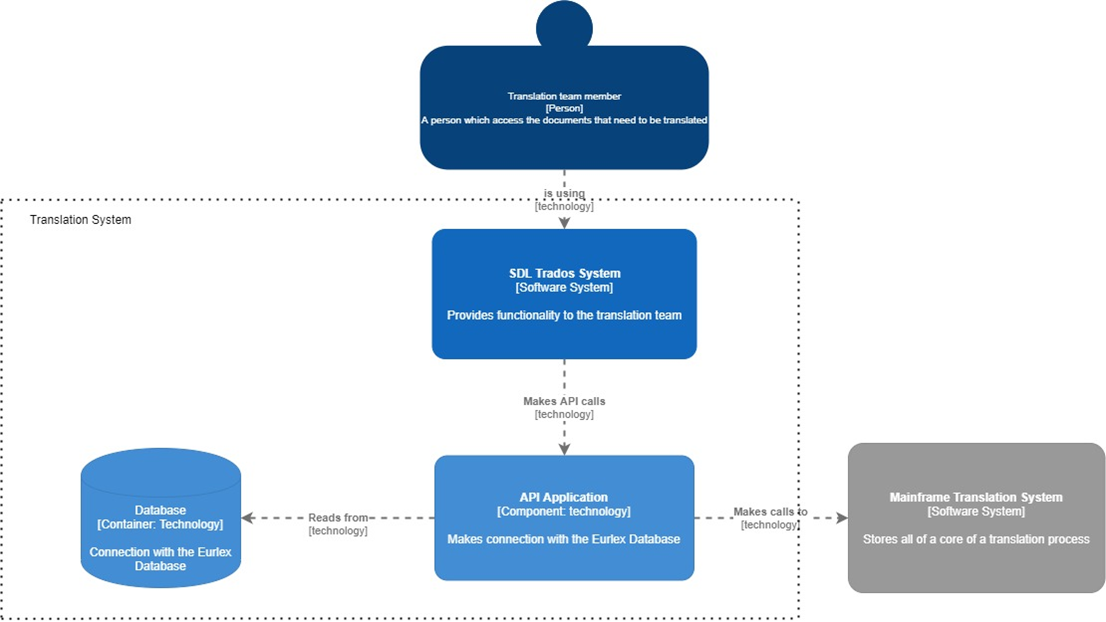 Translation team member
[Person]
A person which access the documents that need to be translated
is using
[technology]
Translation System
SDL Trados System
[Software System]
Provides functionality to the translation team
Makes API calls
[technology]
Database
[Container: Technology]
Connection with the Eurlex
Database
Reads from
[technology]
API Application
[Component: technology]
Makes connection with the Eurlex Database
Makes calls to
[technology]
Mainframe Translation System
[Software System]
Stores all of a core of a translation process